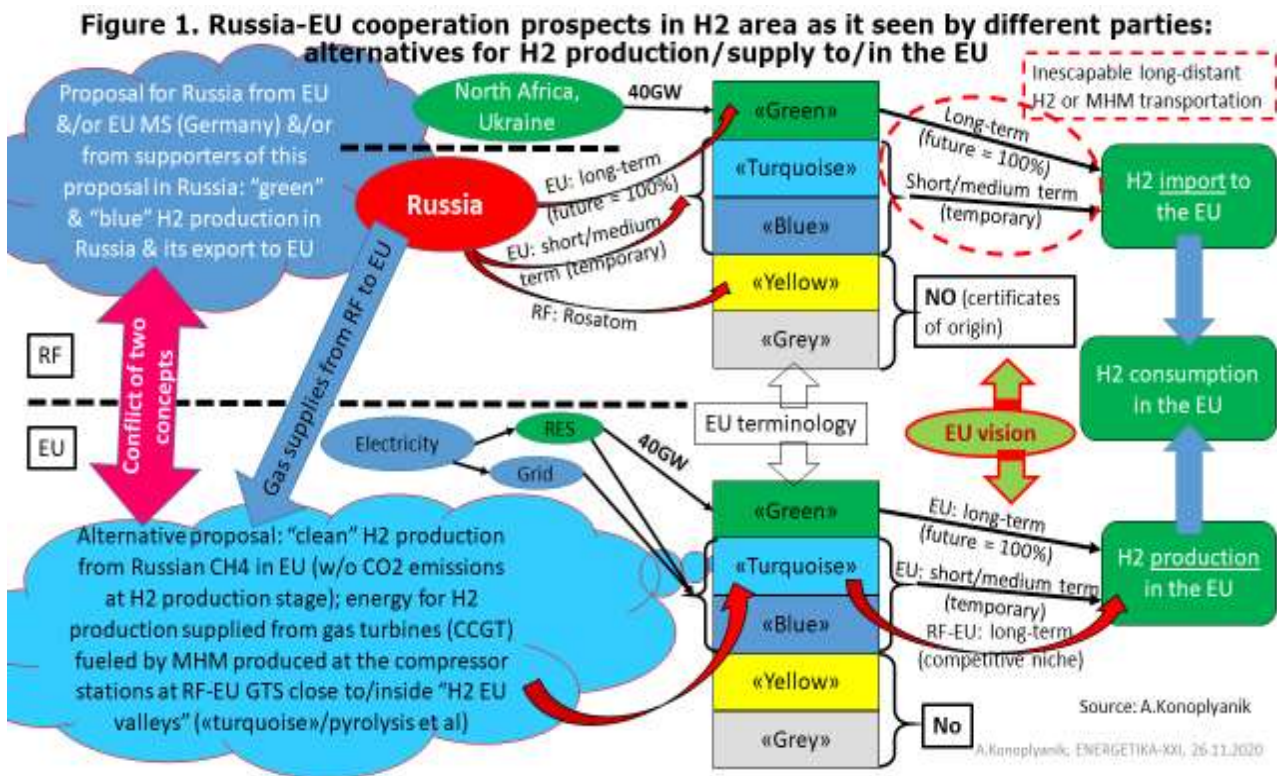 Figure 1. Russia-EU cooperation prospects in H2 area as it seen by different parties:
alternatives for H2 production/supply to/in the EU
Proposal for Russia from EU
&/or EU MS (Germany) &/or
from supporters of this
proposal in Russia: "green"
& "blue" H2 production in
Russia & its export to EU
North Africa,
Ukraine
40GW
Russia
EU: long-term
(future = 100%)
EU: short/medium
term (temporary)
RF: Rosatom
«Green»
«Turquoise»
«Blue»
«Yellow»
«Grey»
Inescapable long-distant
H2 or MHM transportation
Long-term
(future = 100%)
Short/medium term
(temporary)
NO (certificates
of origin)
H2 import to
the EU
H2 consumption
in the EU
H2 production
in the EU
RF
EU
Conflict of two
concepts
Gas supplies from RF to EU
Electricity
RES
Grid
40GW
EU terminology
EU vision
Alternative proposal: "clean" H2 production
from Russian CH4 in EU (w/o CO2 emissions
at H2 production stage); energy for H2
production supplied from gas turbines (CCGT)
fueled by MHM produced at the compressor
stations at RF-EU GTS close to/inside "H2 EU
valleys" («turquoise»/pyrolysis et al)
«Green»
«Turquoise»
«Blue»
«Yellow»
«Grey»
EU: long-term
(future = 100%)
EU: short/medium term
(temporary)
RF-EU: long-term
(competitive niche)
No
Source: A.Konoplyanik
A.Konoplyanik, ENERGETIKA-XXI, 26.11.2020